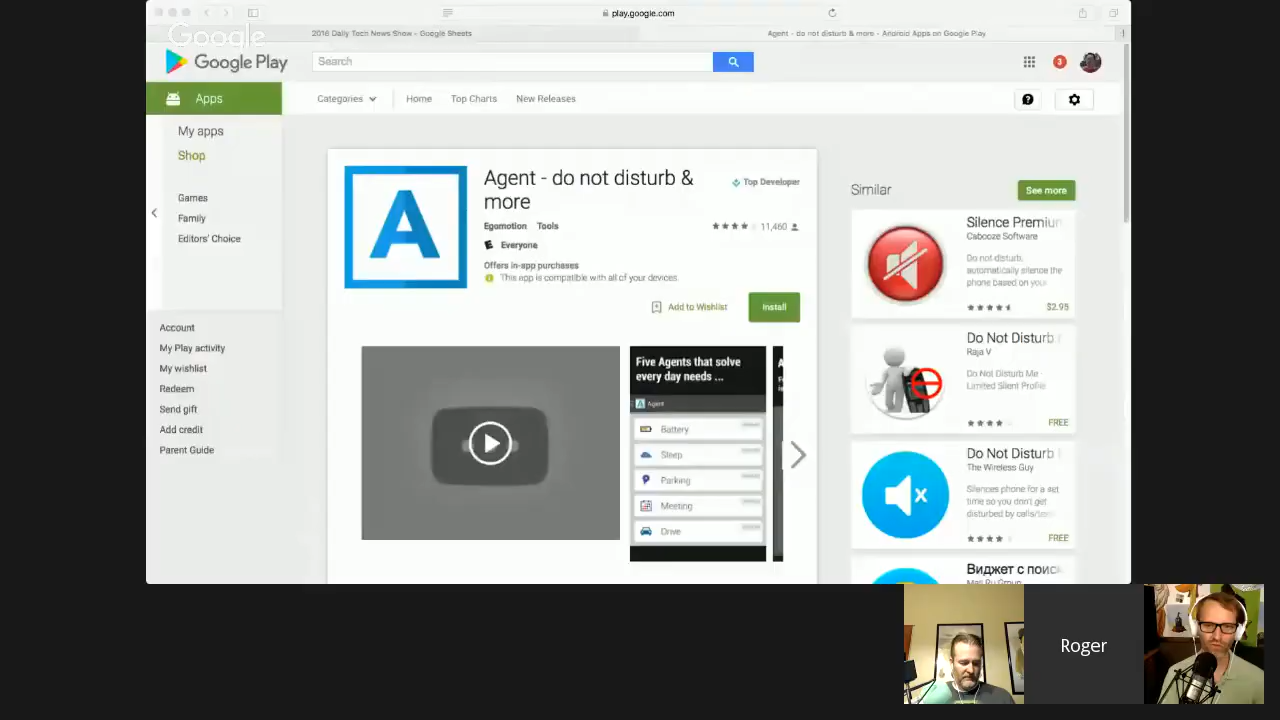 play.google.com
2016 Daily Tech News Show - Google Sheets
Agent - do not disturb & more - Android Apps on Google Play
Google
Google Play
Search
3
Apps
Categories
Home
Top Charts
New Releases
My apps
Shop
Games
Family
Editors' Choice
Account
My Play activity
My wishlist
Redeem
Send gift
Add credit
Parent Guide
A
Agent - do not disturb &
more
Top Developer
Egomotion Tools
11,460
E Everyone
Offers in-app purchases
This app is compatible with all of your devices.
Add to Wishlist
Install
Five Agents that solve
every day needs ...
A Agent
Battery
Sleep
Parking
Meeting
Drive
Similar
See more
Silence Premium
Cabooze Software
Do not disturb,
automatically silence the
phone based on your
$2.95
Do Not Disturb
Raja V
Do Not Disturb Me -
Limited Silent Profile
FREE
Do Not Disturb
The Wireless Guy
Silences phone for a set
time so you don't get
disturbed by calls/text
FREE
Виджет с поиск
Mail.Ru Group
Roger